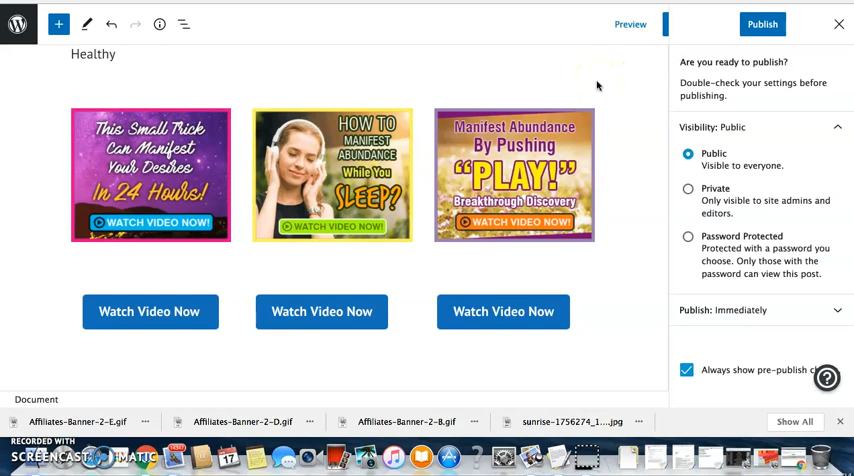 Preview
Publish
Healthy
This Small Trick
Can Manifest
Your Desires
In 24 Hours!
WATCH VIDEO NOW!
HOW TO
MANIFEST
ABUNDANCE
While You
SLEEP?
WATCH VIDEO NOW!
Manifest Abundance
By Pushing
"PLAY!"
Breakthrough Discovery
WATCH VIDEO NOW!
Watch Video Now
Watch Video Now
Watch Video Now
Are you ready to publish?
Double-check your settings before
publishing.
Visibility: Public
Public
Visible to everyone.
Private
Only visible to site admins and
editors.
Password Protected
Protected with a password you
choose. Only those with the
password can view this post.
Publish: Immediately
Always show pre-publish
Document
Affiliates-Banner-2-E.gif
Affiliates-Banner-2-D.gif
Affiliates-Banner-2-B.gif
sunrise-1756274_1....jpg
Show All
RECORDED WITH
SCREENCAST MATIC
17